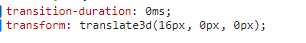 transition-duration: 0ms;
transform: translate3d(16px, 0px, 0px);